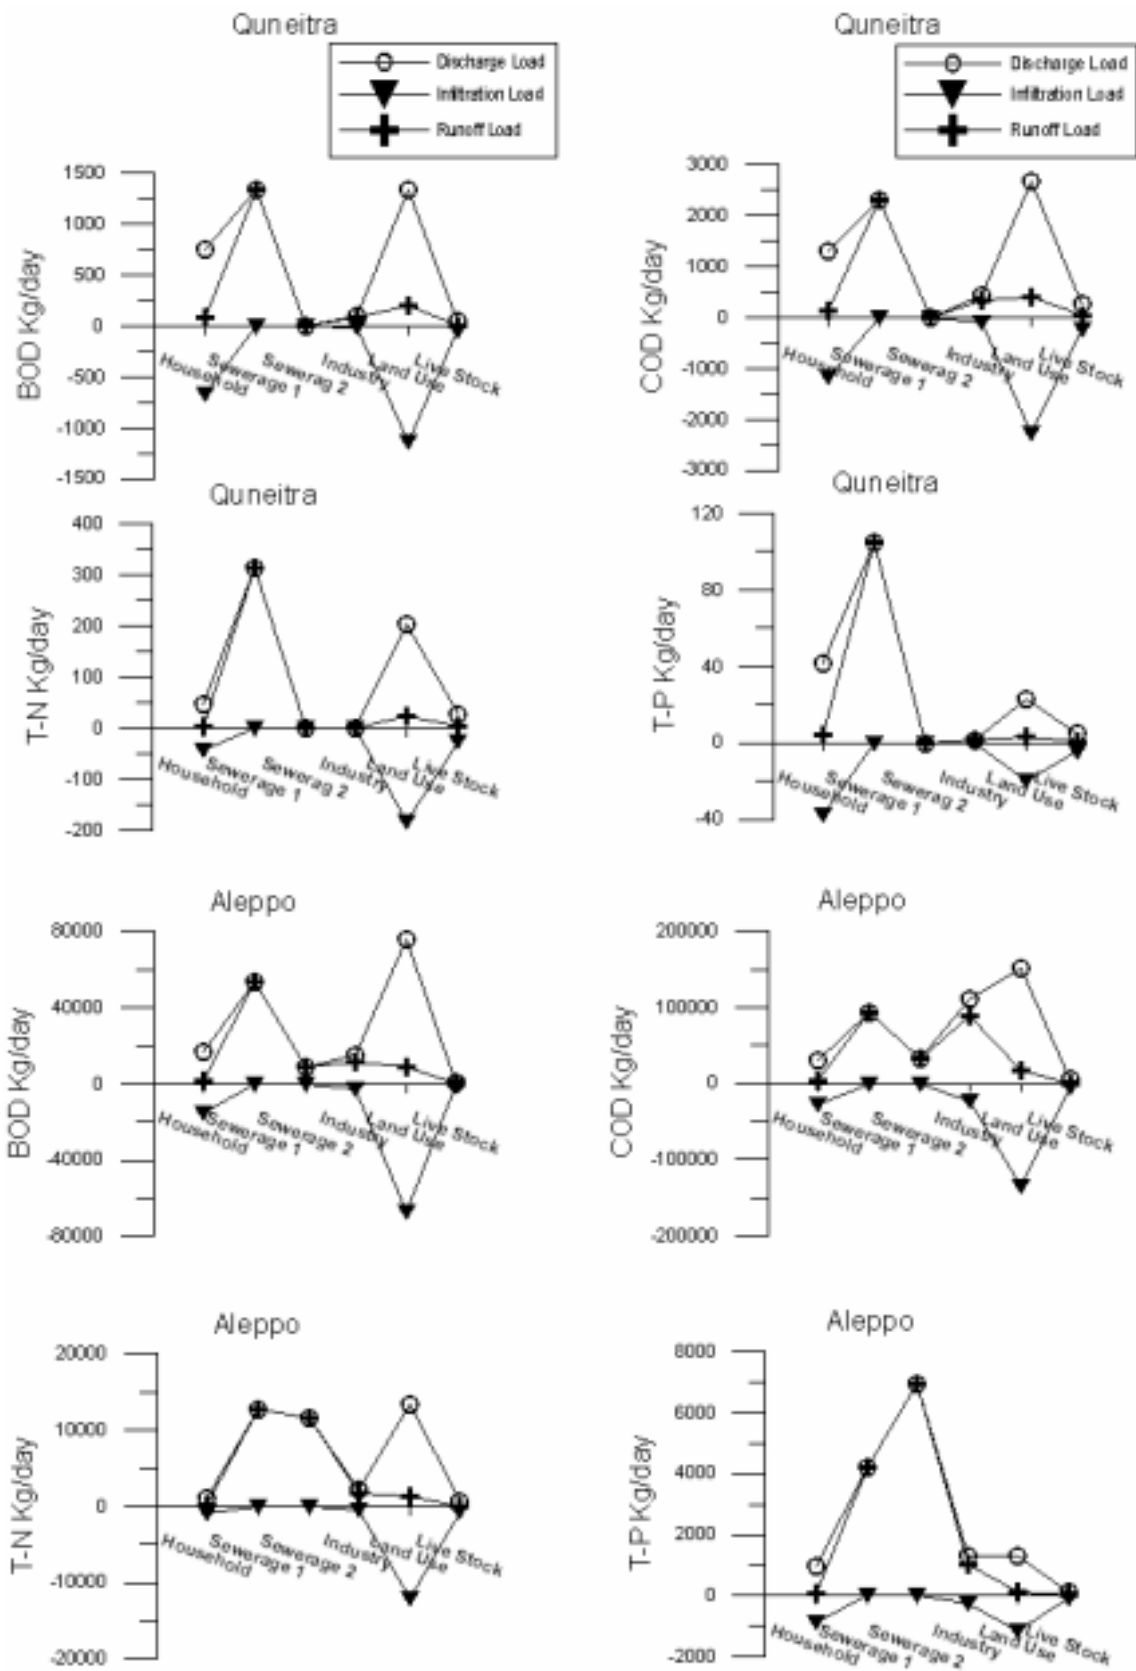 Quneitra
Discharge Load
Infiltration Load
Runoff Load
1500
1000
500
0
-500
-1000
-1500
BOD Kg/day
Household
Sewerage 1
Sewerag 2
Industry
Land Use
Live Stock
Quneitra
Discharge Load
Infiltration Load
Runoff Load
3000
2000
1000
0
-1000
-2000
-3000
COD Kg/day
Household
Sewerage 1
Sewerag 2
Industry
Land Use
Live Stock
Quneitra
400
300
200
100
0
-100
-200
T-N Kg/day
Household
Sewerage 1
Sewerag 2
Industry
Land Use
Live Stock
Quneitra
120
80
40
0
-40
T-P Kg/day
Household
Sewerage 1
Sewerag 2
Industry
Land Use
Live Stock
Aleppo
80000
40000
0
-40000
-80000
BOD Kg/day
Household
Sewerage 1
Sewerage 2
Industry
Land Use
Live Stock
Aleppo
200000
100000
0
-100000
-200000
COD Kg/day
Household
Sewerage 1
Sewerage 2
Industry
Land Use
Live Stock
Aleppo
20000
10000
0
-10000
-20000
T-N Kg/day
Household
Sewerage 1
Sewerage 2
Industry
Land Use
Live Stock
Aleppo
8000
6000
4000
2000
0
-2000
T-P Kg/day
Household
Sewerage 1
Sewerage 2
Industry
Land Use
Live Stock